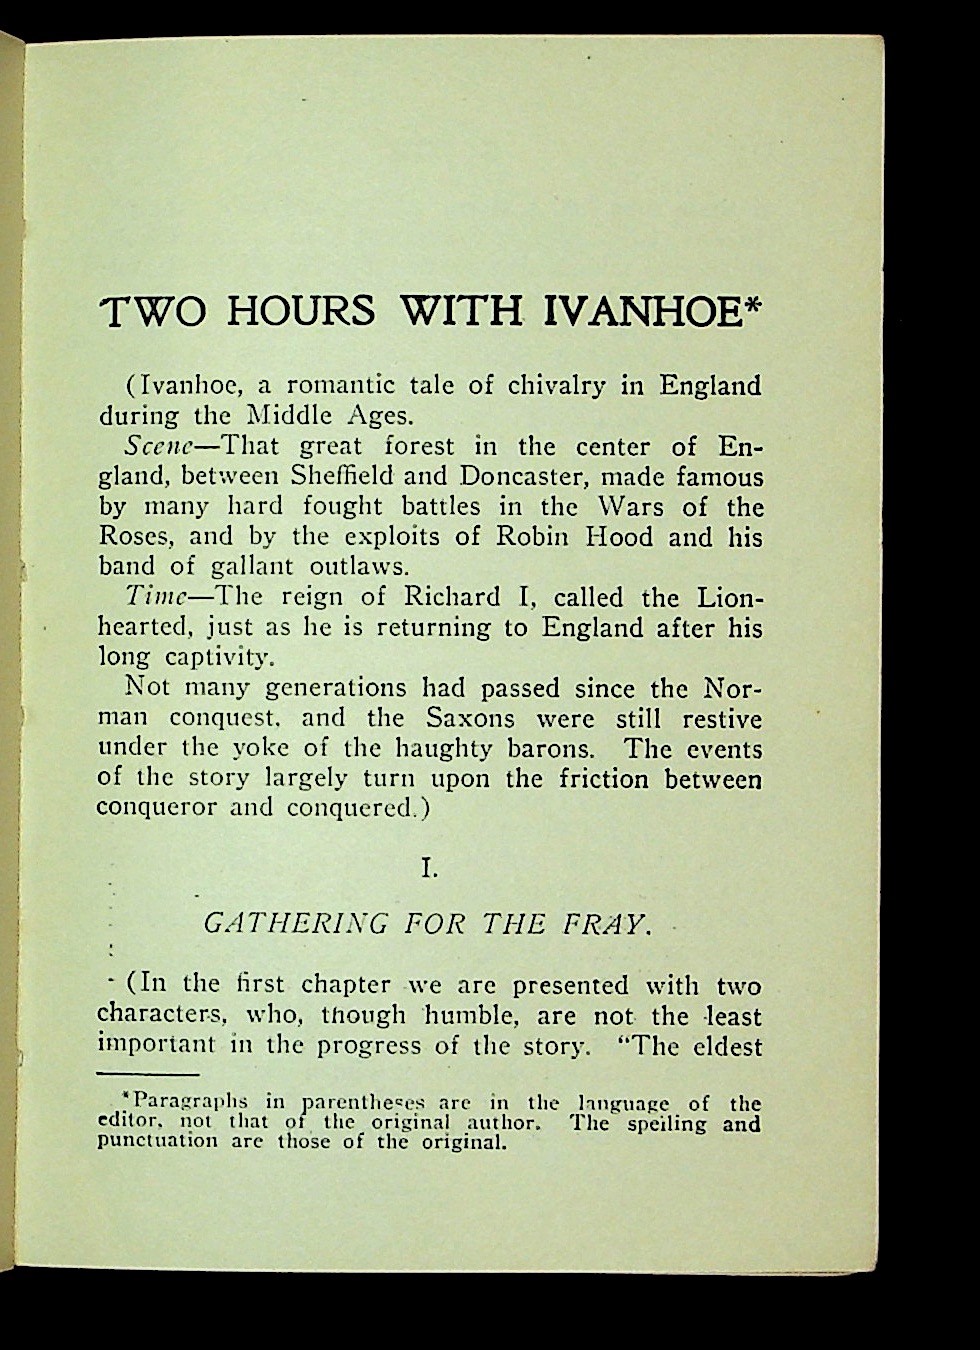 TWO HOURS WITH IVANHOE*
(Ivanhoe, a romantic tale of chivalry in England
during the Middle Ages.
Scene—That great forest in the center of En-
gland, between Sheffield and Doncaster, made famous
by many hard fought battles in the Wars of the
Roses, and by the exploits of Robin Hood and his
band of gallant outlaws.
Time—The reign of Richard I, called the Lion-
hearted, just as he is returning to England after his
long captivity.
Not many generations had passed since the Nor-
man conquest, and the Saxons were still restive
under the yoke of the haughty barons. The events
of the story largely turn upon the friction between
conqueror and conquered.)
I.
GATHERING FOR THE FRAY.
(In the first chapter we are presented with two
characters, who, though humble, are not the least
important in the progress of the story. “The eldest
*Paragraphs in parentheses are in the language of the
editor, not that of the original author. The speiling and
punctuation are those of the original.